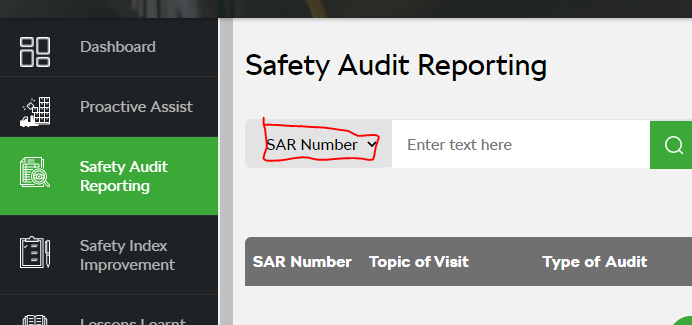 Dashboard
Proactive Assist
Safety Audit
Reporting
Safety Index
Improvement
Lessons Learnt
Safety Audit Reporting
SAR Number
Enter text here
SAR Number Topic of Visit Type of Audit